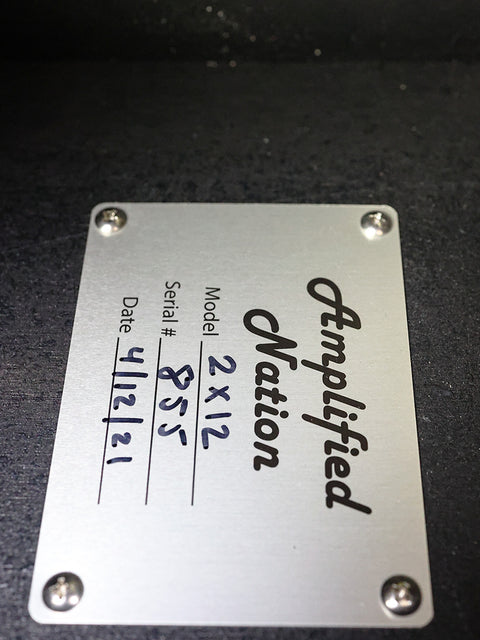 Amplified
Nation
Model 2x12
Serial # 855
Date 4/12/21